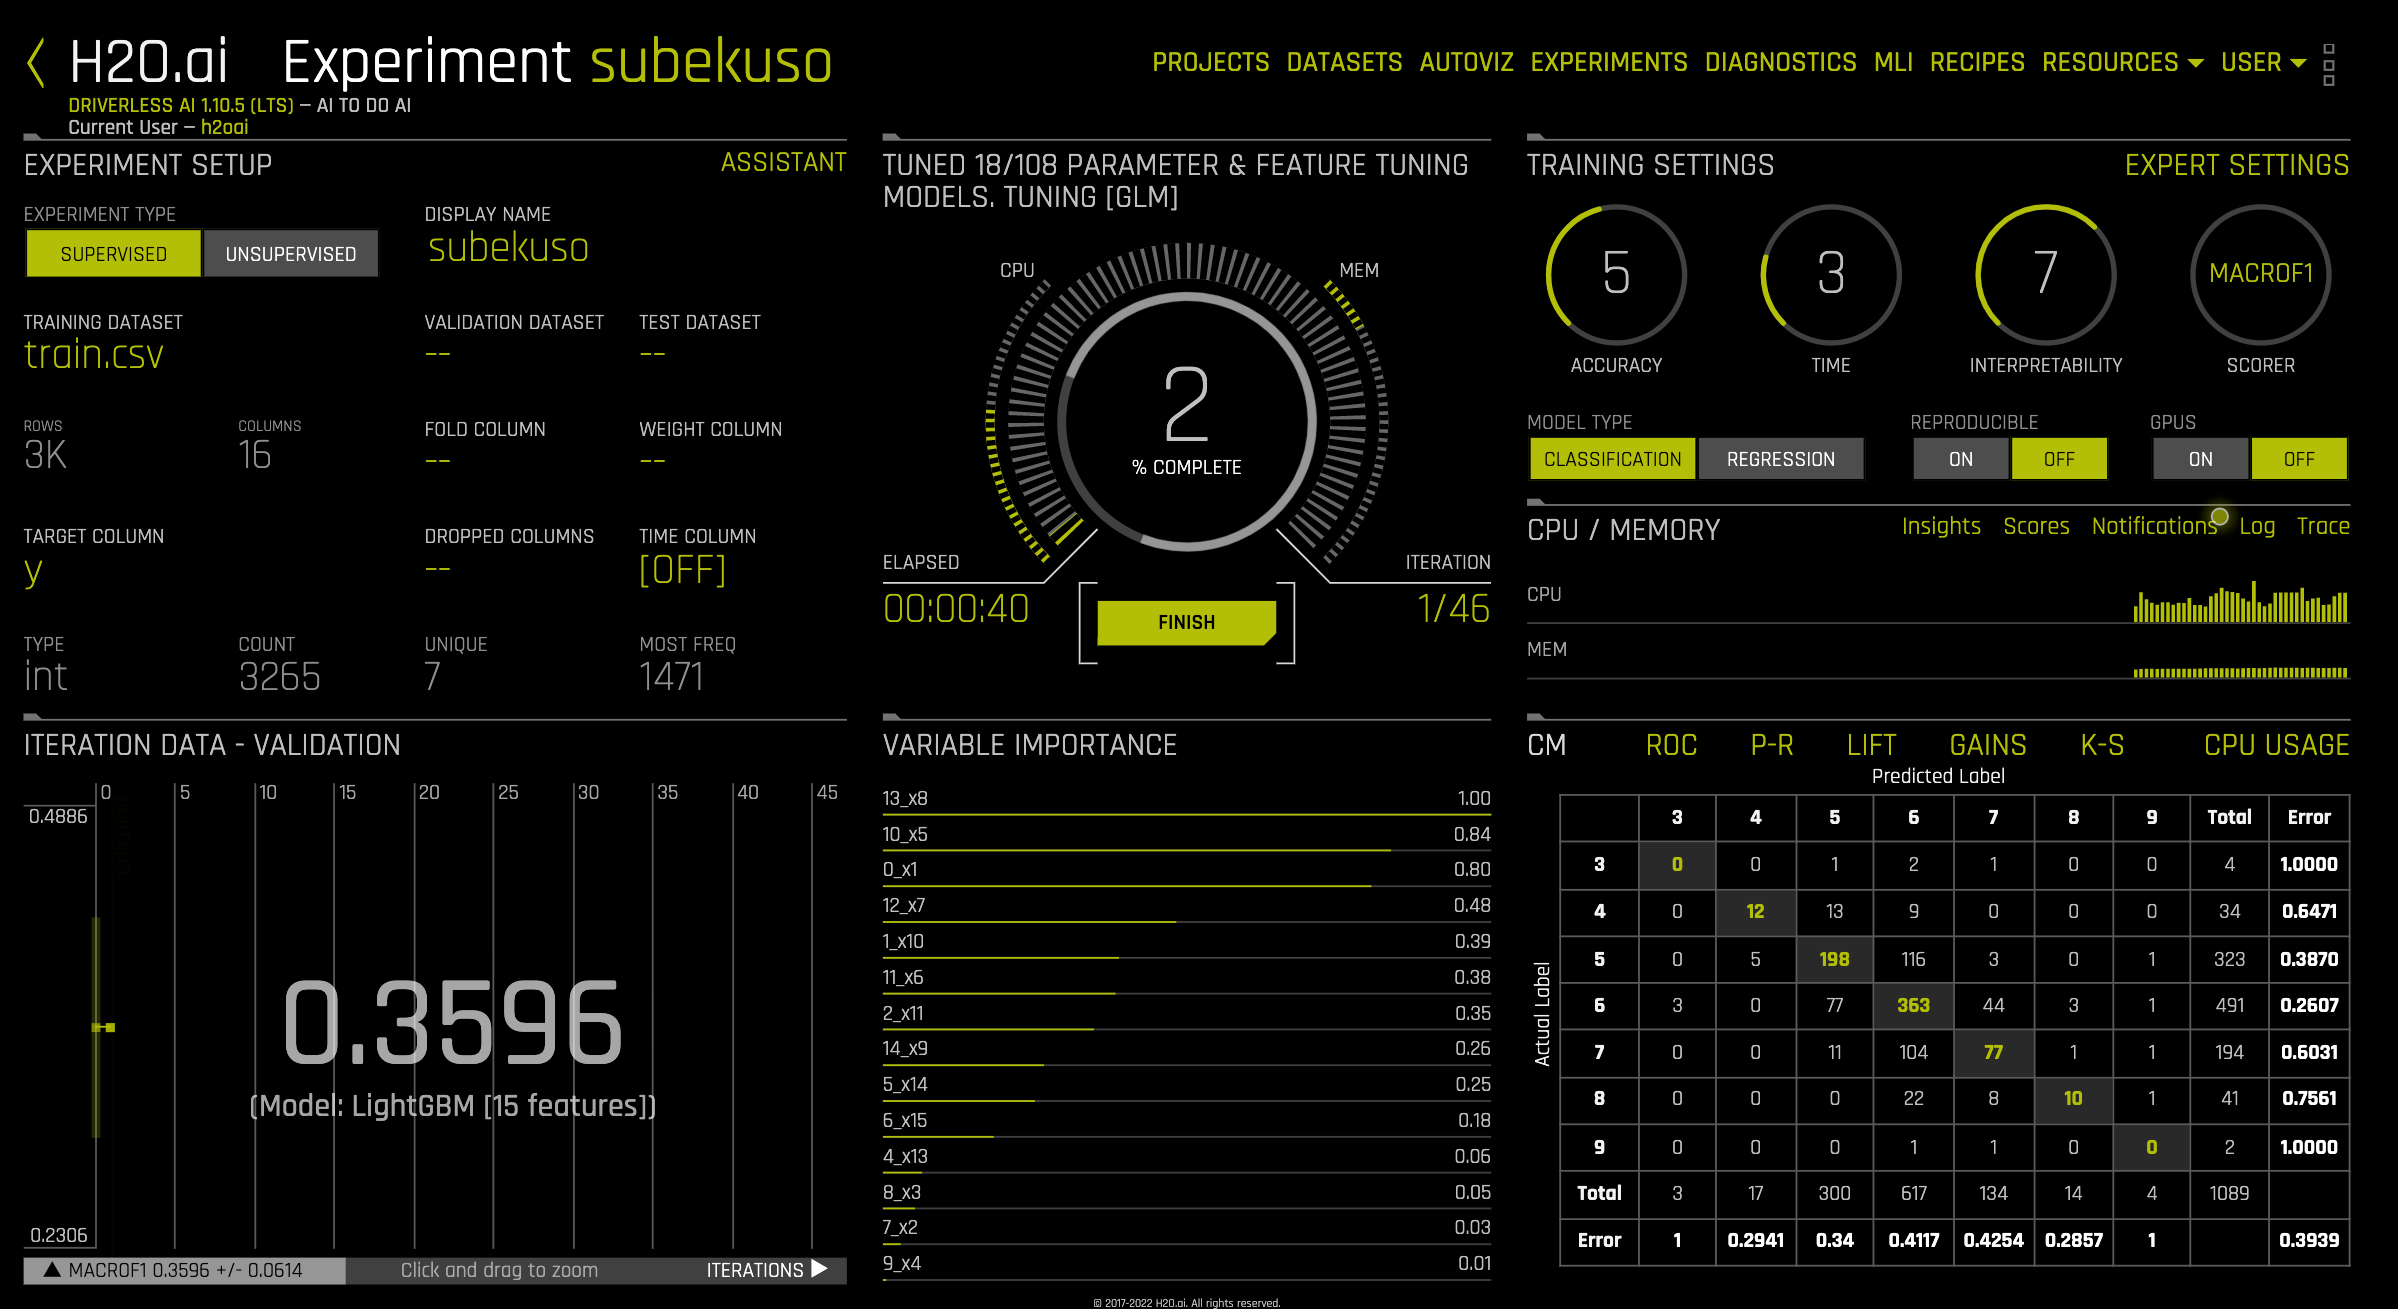 H2O.ai Experiment subekuso
PROJECTS DATASETS AUTOVIZ EXPERIMENTS DIAGNOSTICS MLI RECIPES RESOURCES USER
DRIVERLESS AI 1.10.5 (LTS) – AI TO DO AI
Current User – h2oai
EXPERIMENT SETUP ASSISTANT
EXPERIMENT TYPE DISPLAY NAME
SUPERVISED UNSUPERVISED subekuso
TRAINING DATASET VALIDATION DATASET TEST DATASET
train.csv -- --
ROWS COLUMNS FOLD COLUMN WEIGHT COLUMN
3K 16 -- --
TARGET COLUMN DROPPED COLUMNS TIME COLUMN
y -- [OFF]
TYPE COUNT UNIQUE MOST FREQ
int 3265 7 1471
TUNED 18/108 PARAMETER & FEATURE TUNING
MODELS. TUNING [GLM]
CPU MEM
2
% COMPLETE
ELAPSED ITERATION
00:00:40 1/46
FINISH
TRAINING SETTINGS EXPERT SETTINGS
5 3 7 MACROF1
ACCURACY TIME INTERPRETABILITY SCORER
MODEL TYPE REPRODUCIBLE GPUS
CLASSIFICATION REGRESSION ON OFF ON OFF
CPU / MEMORY Insights Scores Notifications Log Trace
CPU
MEM
ITERATION DATA - VALIDATION
0 5 10 15 20 25 30 35 40 45
0.4886
0.3596
(Model: LightGBM [15 features])
0.2306
MACROF1 0.3596 +/- 0.0614 Click and drag to zoom ITERATIONS
VARIABLE IMPORTANCE
13_x8 1.00
10_x5 0.84
0_x1 0.80
12_x7 0.48
1_x10 0.39
11_x6 0.38
2_x11 0.35
14_x9 0.26
5_x14 0.25
6_x15 0.18
4_x13 0.06
8_x3 0.05
7_x2 0.03
9_x4 0.01
CM ROC P-R LIFT GAINS K-S CPU USAGE
Predicted Label
Actual Label
3 4 5 6 7 8 9 Total Error
3 0 0 1 2 1 0 0 4 1.0000
4 0 12 13 9 0 0 0 34 0.6471
5 0 5 198 116 3 0 1 323 0.3870
6 3 0 77 363 44 3 1 491 0.2607
7 0 0 11 104 77 1 1 194 0.6031
8 0 0 0 22 8 10 1 41 0.7561
9 0 0 0 1 1 0 0 2 1.0000
Total 3 17 300 617 134 14 4 1089
Error 1 0.2941 0.34 0.4117 0.4254 0.2857 1 0.3939
© 2017-2022 H2O.ai. All rights reserved.